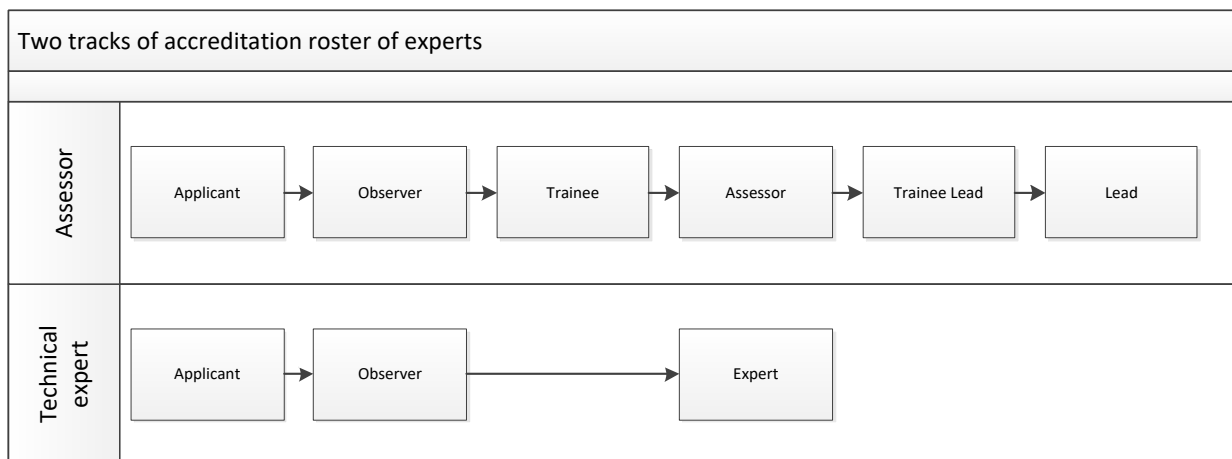 Two tracks of accreditation roster of experts
Assessor
Applicant
Observer
Trainee
Assessor
Trainee Lead
Lead
Technical
expert
Applicant
Observer
Expert